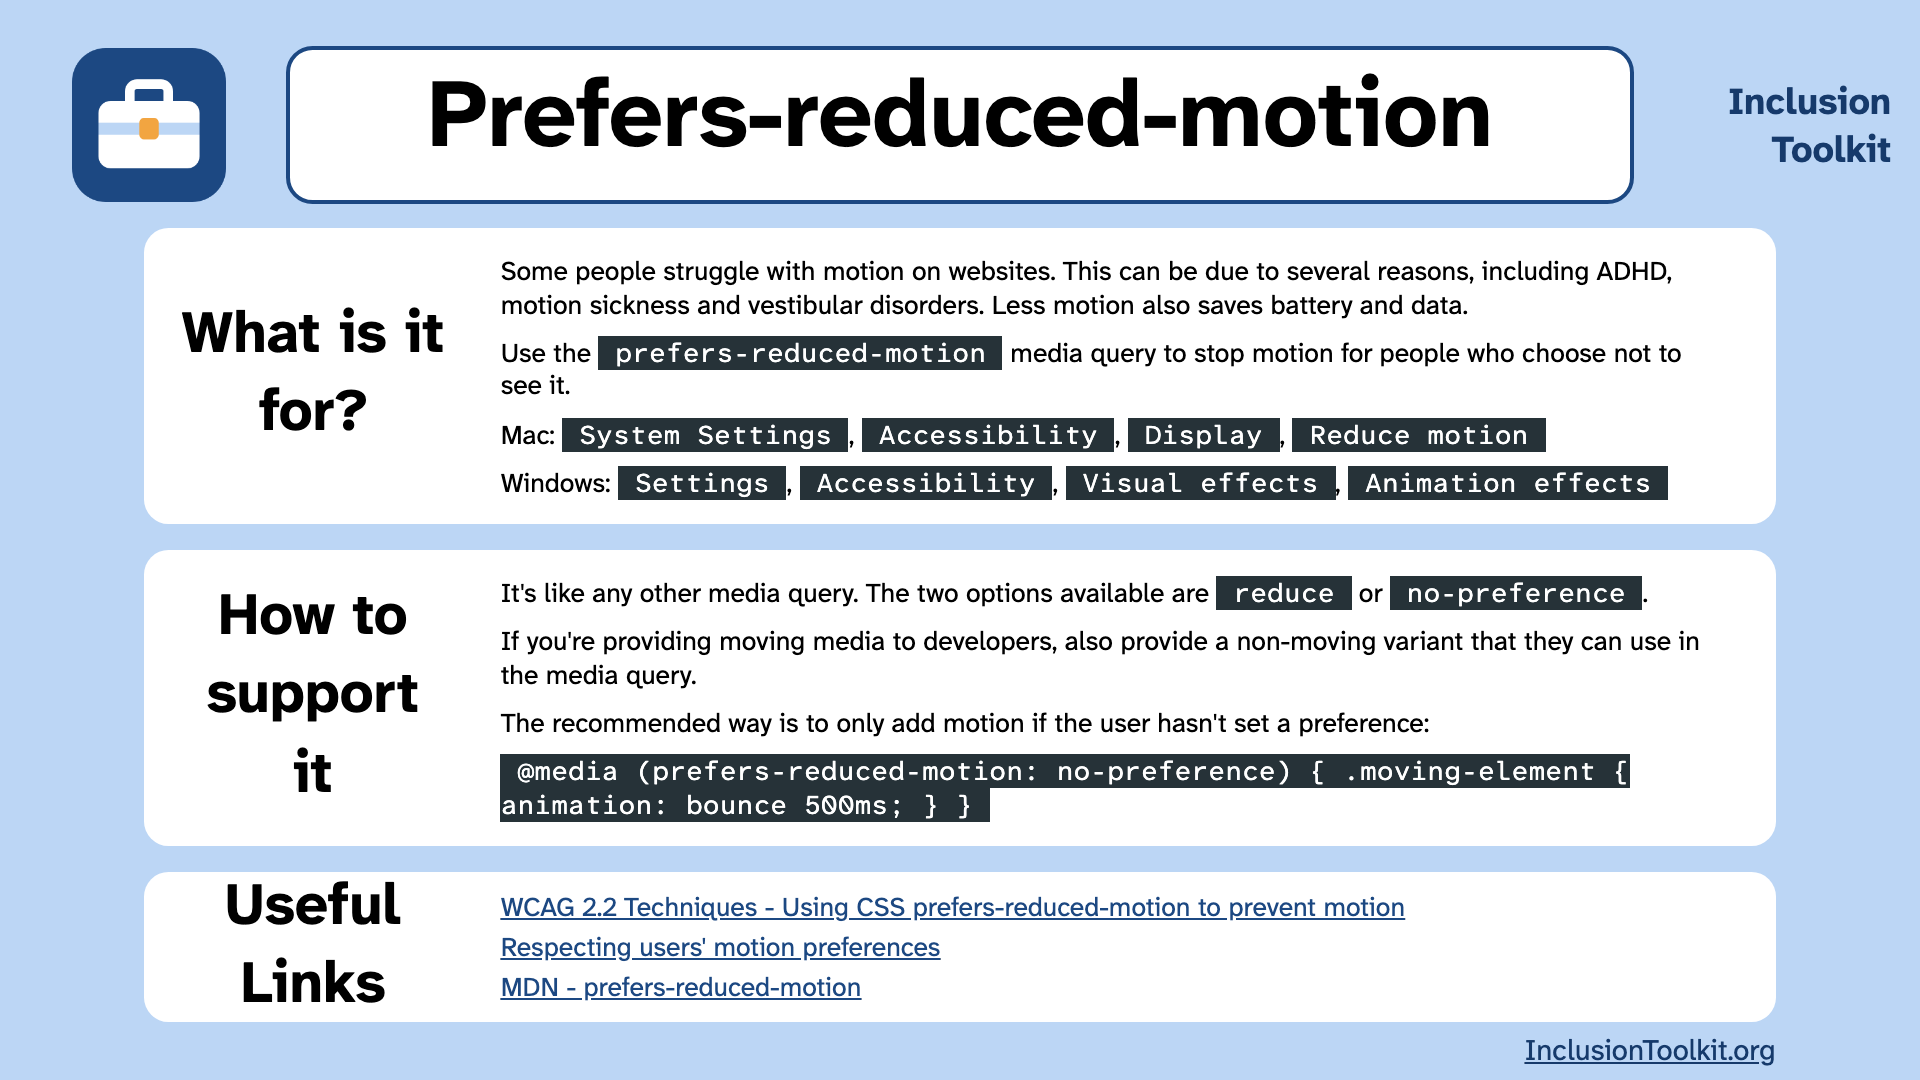 Prefers-reduced-motion
Inclusion
Toolkit
What is it
for?
Some people struggle with motion on websites. This can be due to several reasons, including ADHD,
motion sickness and vestibular disorders. Less motion also saves battery and data.
Use the prefers-reduced-motion media query to stop motion for people who choose not to
see it.
Mac: System Settings, Accessibility, Display, Reduce motion
Windows: Settings, Accessibility, Visual effects, Animation effects
How to
support
it
It's like any other media query. The two options available are reduce or no-preference.
If you're providing moving media to developers, also provide a non-moving variant that they can use in
the media query.
The recommended way is to only add motion if the user hasn't set a preference:
@media (prefers-reduced-motion: no-preference) { .moving-element {
animation: bounce 500ms; } }
Useful
Links
WCAG 2.2 Techniques - Using CSS prefers-reduced-motion to prevent motion
Respecting users' motion preferences
MDN - prefers-reduced-motion
InclusionToolkit.org